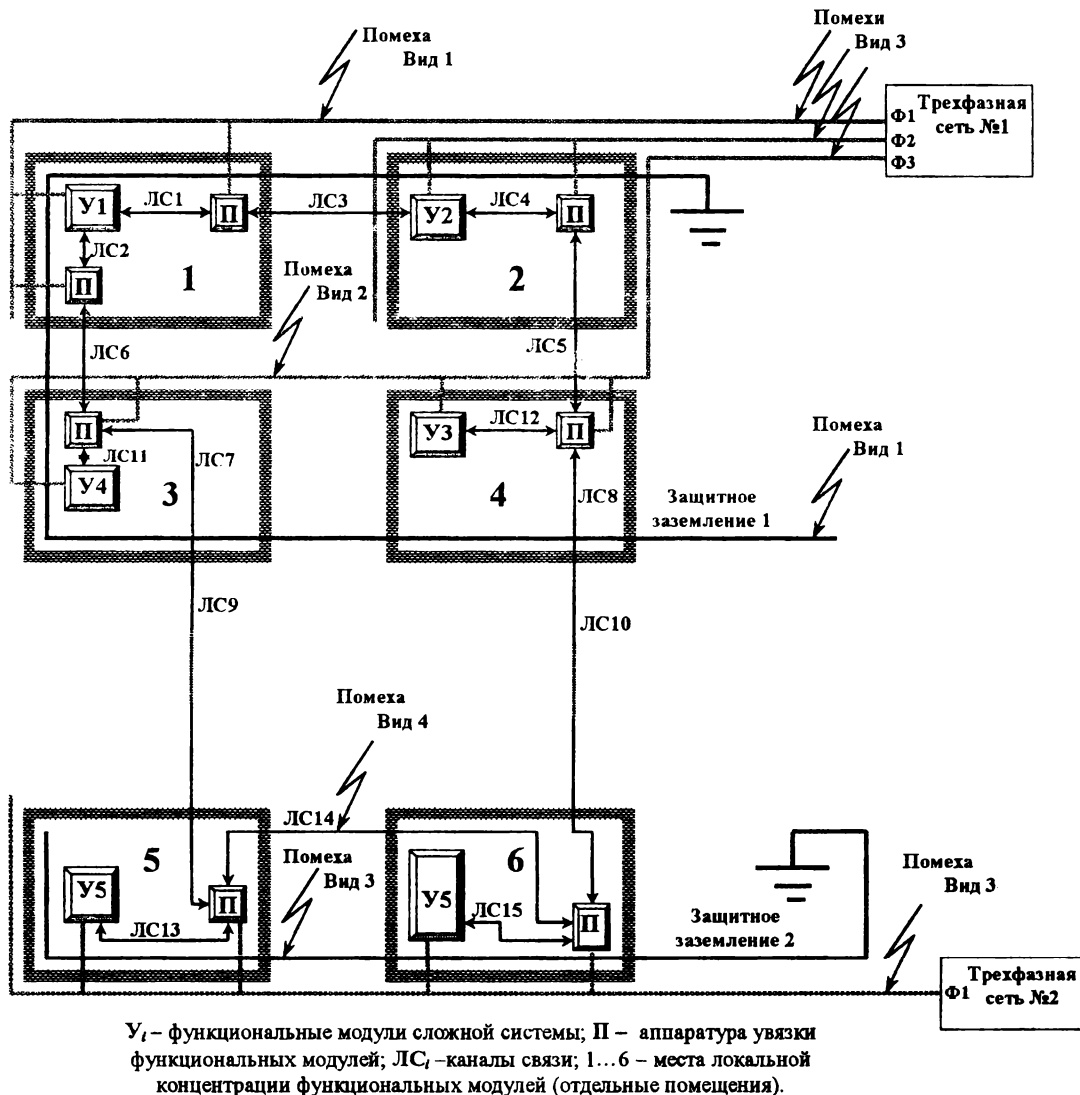 Помеха
Вид 1
Помехи
Вид 3
Трехфазная
сеть №1
Ф1
Ф2
Ф3
У1
ЛС1
П
ЛС3
У2
ЛС4
П
ЛС2
П
1
2
Помеха
Вид 2
ЛС6
ЛС5
П
ЛС11
ЛС7
У4
3
У3
ЛС12
П
4
ЛС8
Помеха
Вид 1
Защитное
заземление 1
ЛС9
ЛС10
Помеха
Вид 4
ЛС14
5
Помеха
Вид 3
6
У5
П
ЛС13
У5
ЛС15
П
Защитное
заземление 2
Помеха
Вид 3
Ф1
Трехфазная
сеть №2
Уi – функциональные модули сложной системы; П – аппаратура увязки
функциональных модулей; ЛСi –каналы связи; 1…6 – места локальной
концентрации функциональных модулей (отдельные помещения).